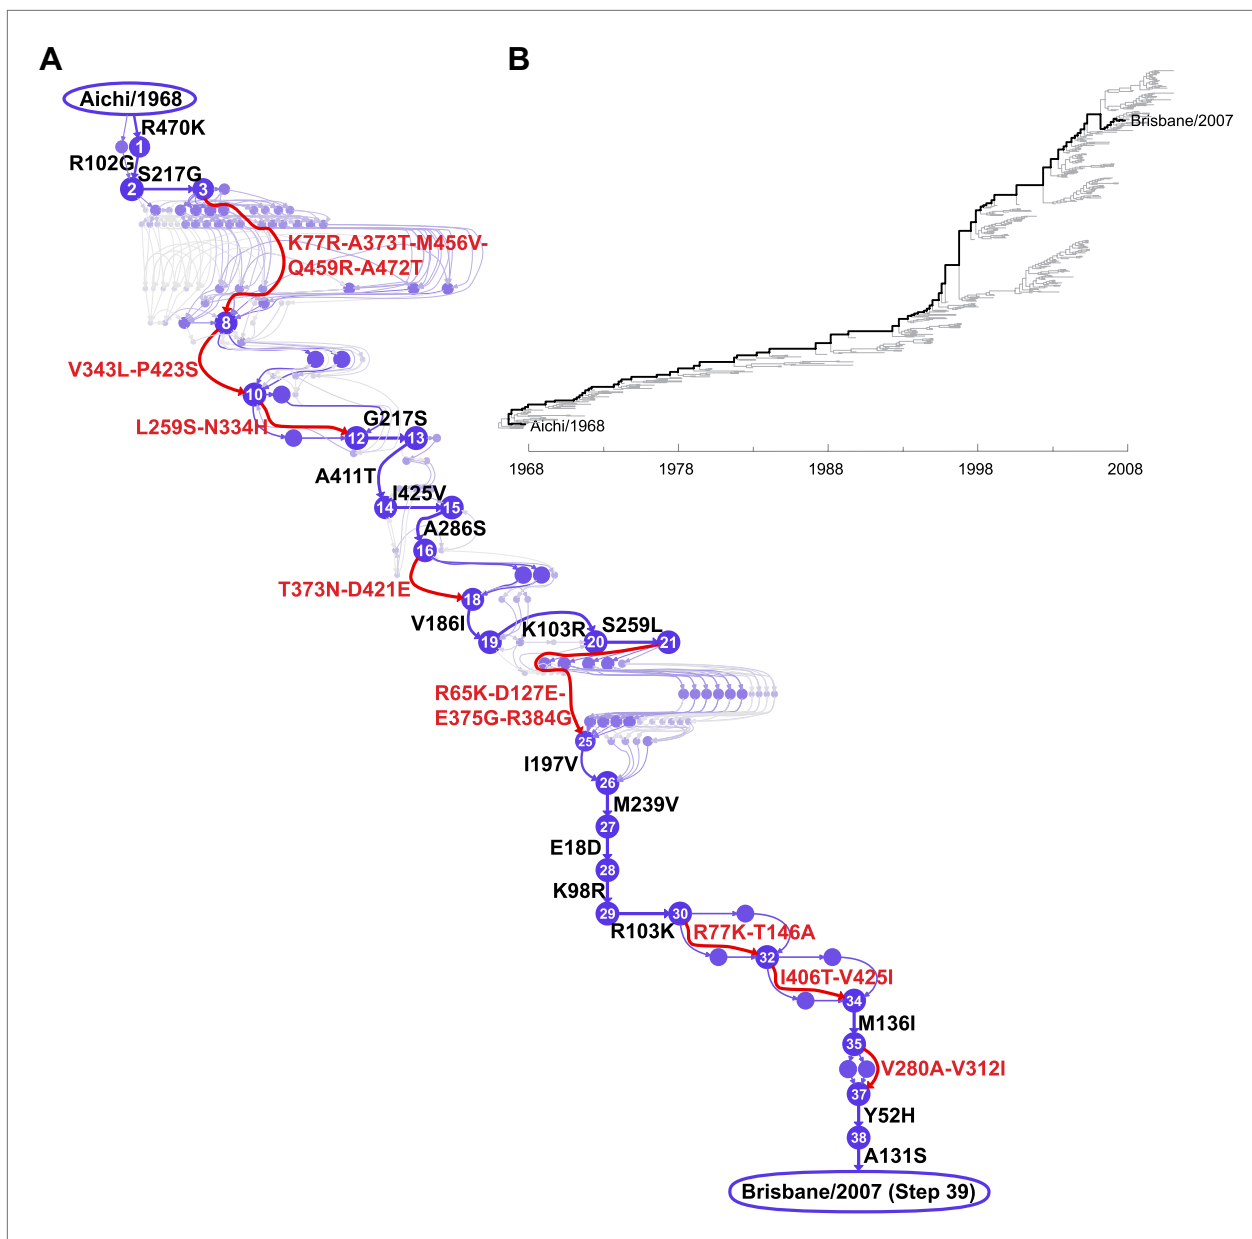 A
B
Aichi/1968
R470K
1
R102G
S217G
2
3
K77R-A373T-M456V-
Q459R-A472T
8
V343L-P423S
10
L259S-N334H
G217S
12
13
A411T
I425V
14
15
A286S
16
T373N-D421E
18
V186I
K103R
S259L
19
20
21
R65K-D127E-
E375G-R384G
25
I197V
26
M239V
27
E18D
28
K98R
29
30
R103K
R77K-T146A
32
I406T-V425I
34
M136I
35
V280A-V312I
37
Y52H
38
A131S
Brisbane/2007 (Step 39)
Brisbane/2007
Aichi/1968
1968
1978
1988
1998
2008